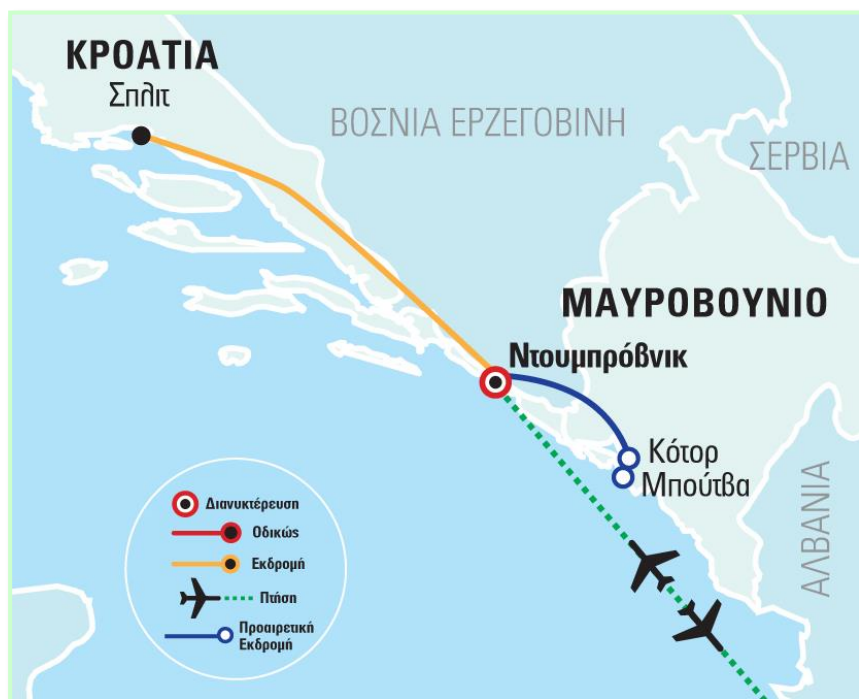 ΚΡΟΑΤΙΑ
Σπλιτ
ΒΟΣΝΙΑ ΕΡΖΕΓΟΒΙΝΗ
ΣΕΡΒΙΑ
ΜΑΥΡΟΒΟΥΝΙΟ
Ντουμπρόβνικ
Κότορ
Μπούτβα
ΑΛΒΑΝΙΑ
Διανυκτέρευση
Οδικώς
Εκδρομή
Πτήση
Προαιρετική
Εκδρομή